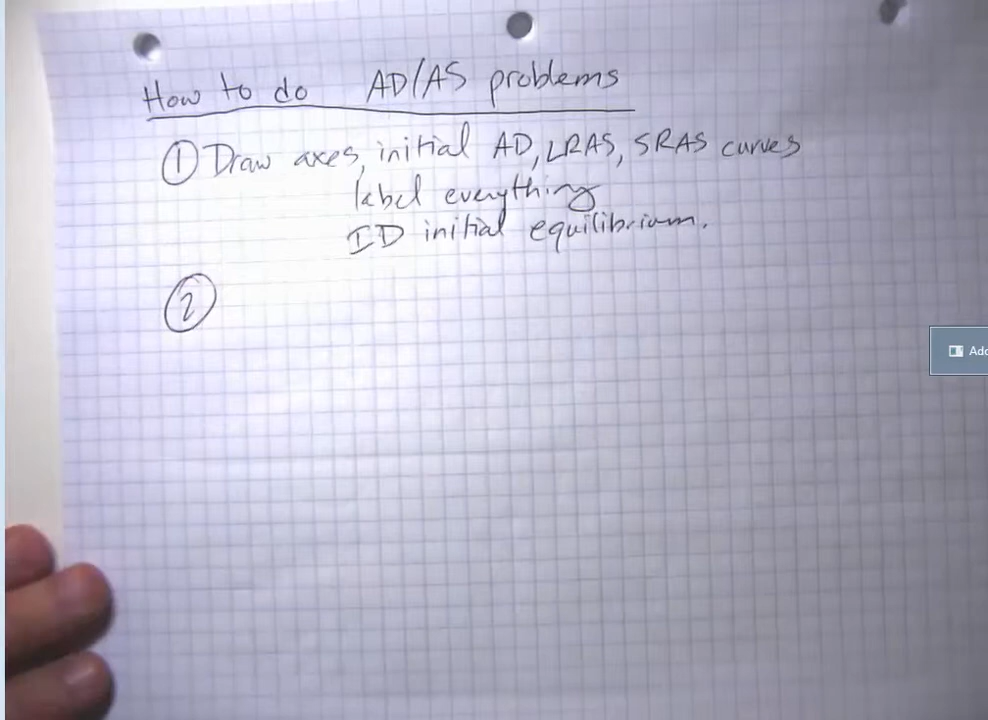 How to do AD/AS problems
① Draw axes, initial AD, LRAS, SRAS curves
label everything
ID initial equilibrium.
②
Add